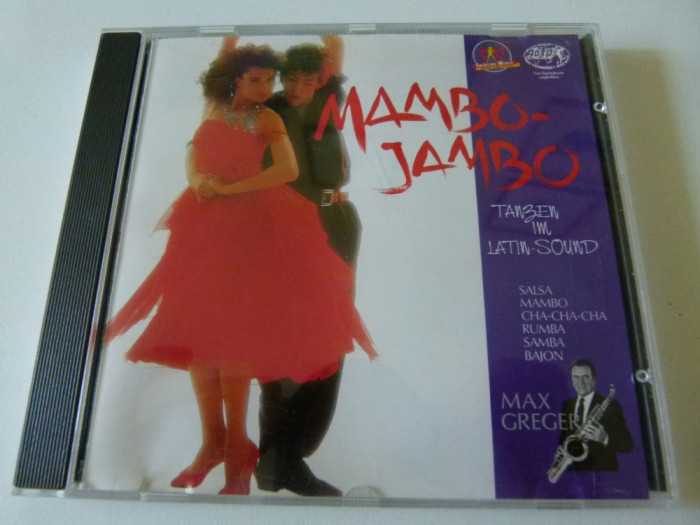 MAMBO-
JAMBO
TANZEN
IM
LATIN-SOUND
SALSA
MAMBO
CHA-CHA-CHA
RUMBA
SAMBA
BAJON
MAX
GREGER